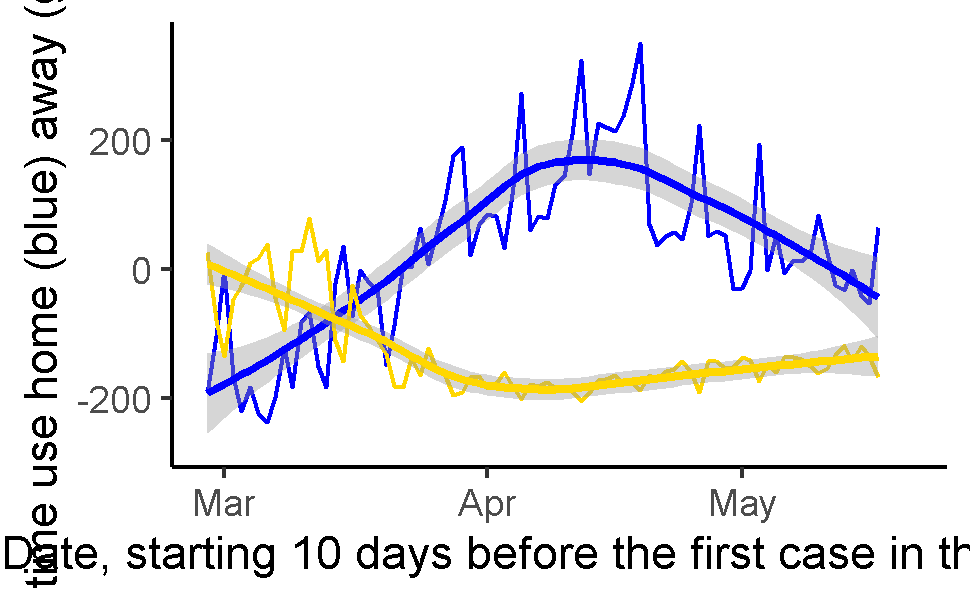 time use home (blue) away (
200
0
-200
Mar Apr May
Date, starting 10 days before the first case in th